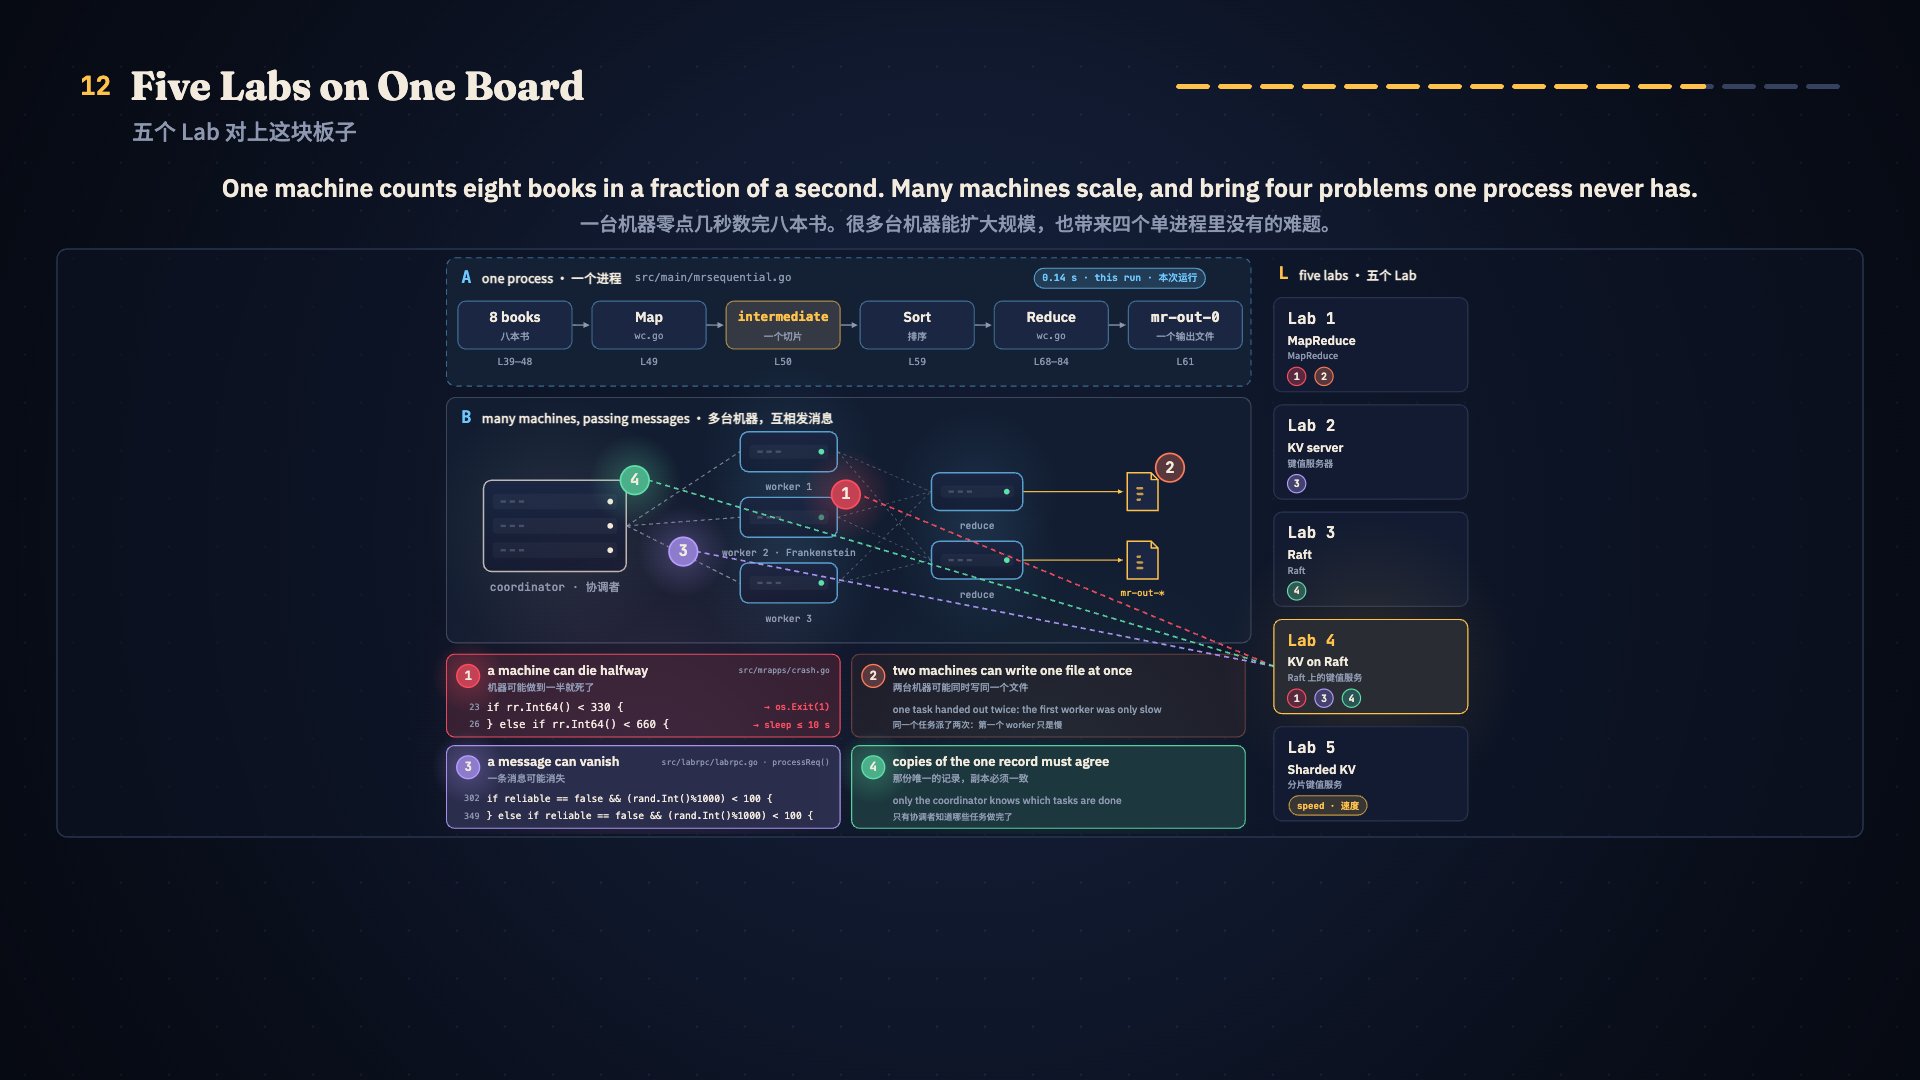 12 Five Labs on One Board
五个 Lab 对上这块板子
One machine counts eight books in a fraction of a second. Many machines scale, and bring four problems one process never has.
一台机器零点几秒数完八本书。很多台机器能扩大规模，也带来四个单进程里没有的难题。
A one process • 一个进程 src/main/mrsequential.go
0.14 s · this run · 本次运行
8 books
八本书
L39–48
Map
wc.go
L49
intermediate
一个切片
L50
Sort
排序
L59
Reduce
wc.go
L68–84
mr-out-0
一个输出文件
L61
B many machines, passing messages • 多台机器，互相发消息
4
3
1
2
coordinator · 协调者
worker 1
worker 2 · Frankenstein
worker 3
reduce
reduce
mr-out-*
1 a machine can die halfway src/mrapps/crash.go
机器可能做到一半就死了
23 if rr.Int64() < 330 { → os.Exit(1)
26 } else if rr.Int64() < 660 { → sleep ≤ 10 s
2 two machines can write one file at once
两台机器可能同时写同一个文件
one task handed out twice: the first worker was only slow
同一个任务派了两次：第一个 worker 只是慢
3 a message can vanish src/labrpc/labrpc.go · processReq()
一条消息可能消失
302 if reliable == false && (rand.Int()%1000) < 100 {
349 } else if reliable == false && (rand.Int()%1000) < 100 {
4 copies of the one record must agree
那份唯一的记录，副本必须一致
only the coordinator knows which tasks are done
只有协调者知道哪些任务做完了
L five labs • 五个 Lab
Lab 1
MapReduce
MapReduce
1 2
Lab 2
KV server
键值服务器
3
Lab 3
Raft
Raft
4
Lab 4
KV on Raft
Raft 上的键值服务
1 3 4
Lab 5
Sharded KV
分片键值服务
speed · 速度